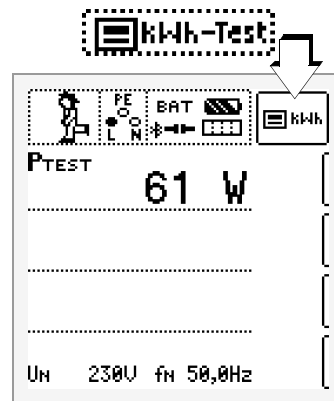 kWh-Test
PE
BAT
L N
kWh
PTEST
61 W
UN 230V fN 50,0Hz